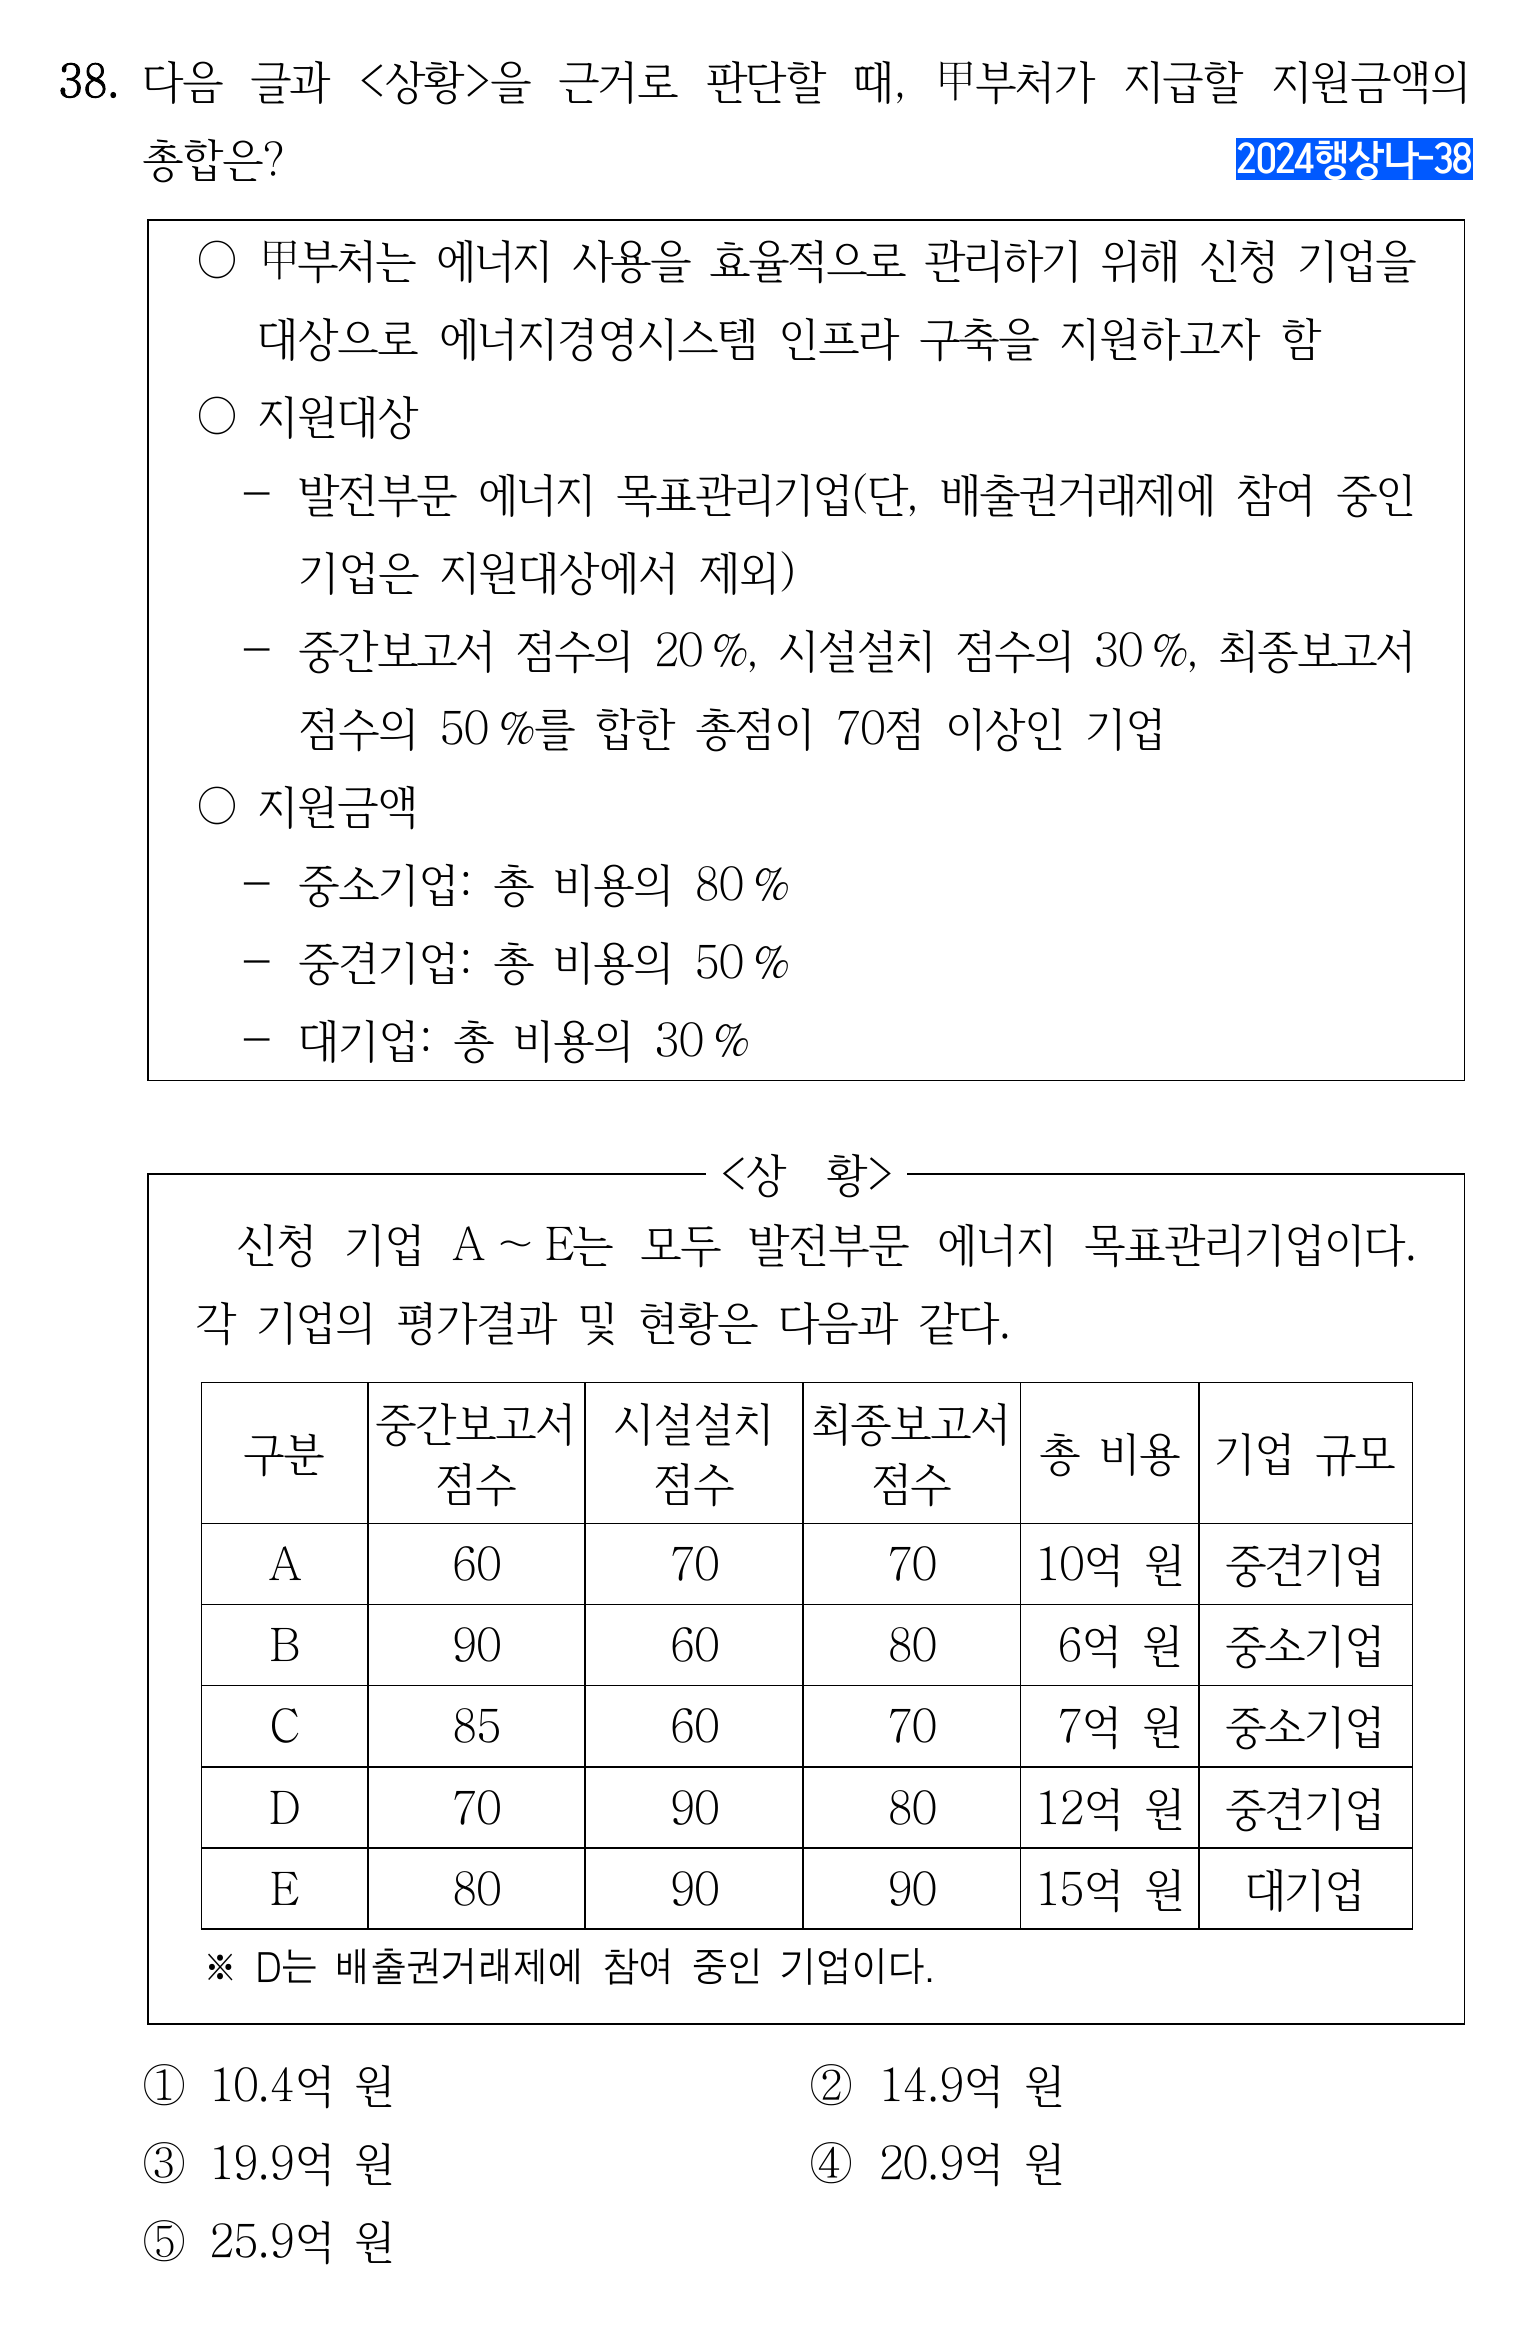 38. 다음 글과 <상황>을 근거로 판단할 때, 甲부처가 지급할 지원금액의
총합은?
2024행상나-38
○ 甲부처는 에너지 사용을 효율적으로 관리하기 위해 신청 기업을
대상으로 에너지경영시스템 인프라 구축을 지원하고자 함
○ 지원대상
- 발전부문 에너지 목표관리기업(단, 배출권거래제에 참여 중인
기업은 지원대상에서 제외)
- 중간보고서 점수의 20 %, 시설설치 점수의 30 %, 최종보고서
점수의 50 %를 합한 총점이 70점 이상인 기업
○ 지원금액
- 중소기업: 총 비용의 80 %
- 중견기업: 총 비용의 50 %
- 대기업: 총 비용의 30 %
<상 황>
신청 기업 A ~ E는 모두 발전부문 에너지 목표관리기업이다.
각 기업의 평가결과 및 현황은 다음과 같다.
구분 중간보고서 점수 시설설치 점수 최종보고서 점수 총 비용 기업 규모
A 60 70 70 10억 원 중견기업
B 90 60 80 6억 원 중소기업
C 85 60 70 7억 원 중소기업
D 70 90 80 12억 원 중견기업
E 80 90 90 15억 원 대기업
※ D는 배출권거래제에 참여 중인 기업이다.
① 10.4억 원 ② 14.9억 원
③ 19.9억 원 ④ 20.9억 원
⑤ 25.9억 원